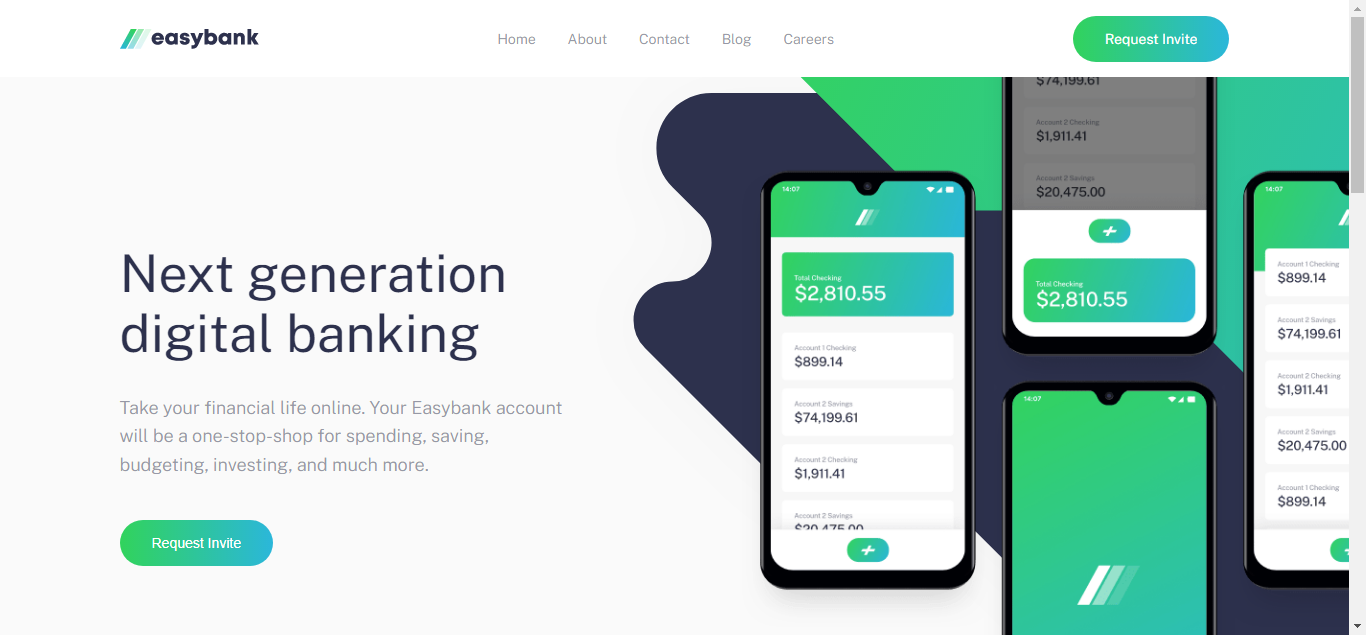 easybank
Home
About
Contact
Blog
Careers
Request Invite
Next generation
digital banking
Take your financial life online. Your Easybank account
will be a one-stop-shop for spending, saving,
budgeting, investing, and much more.
Request Invite
14:07
Total Checking
$2,810.55
Account 1 Checking
$899.14
Account 2 Savings
$74,199.61
Account 2 Checking
$1,911.41
Account 2 Savings
$20,475.00
$74,199.61
Account 2 Checking
$1,911.41
Account 2 Savings
$20,475.00
Total Checking
$2,810.55
14:07
14:07
Account 1 Checking
$899.14
Account 2 Savings
$74,199.61
Account 2 Checking
$1,911.41
Account 2 Savings
$20,475.00
Account 1 Checking
$899.14